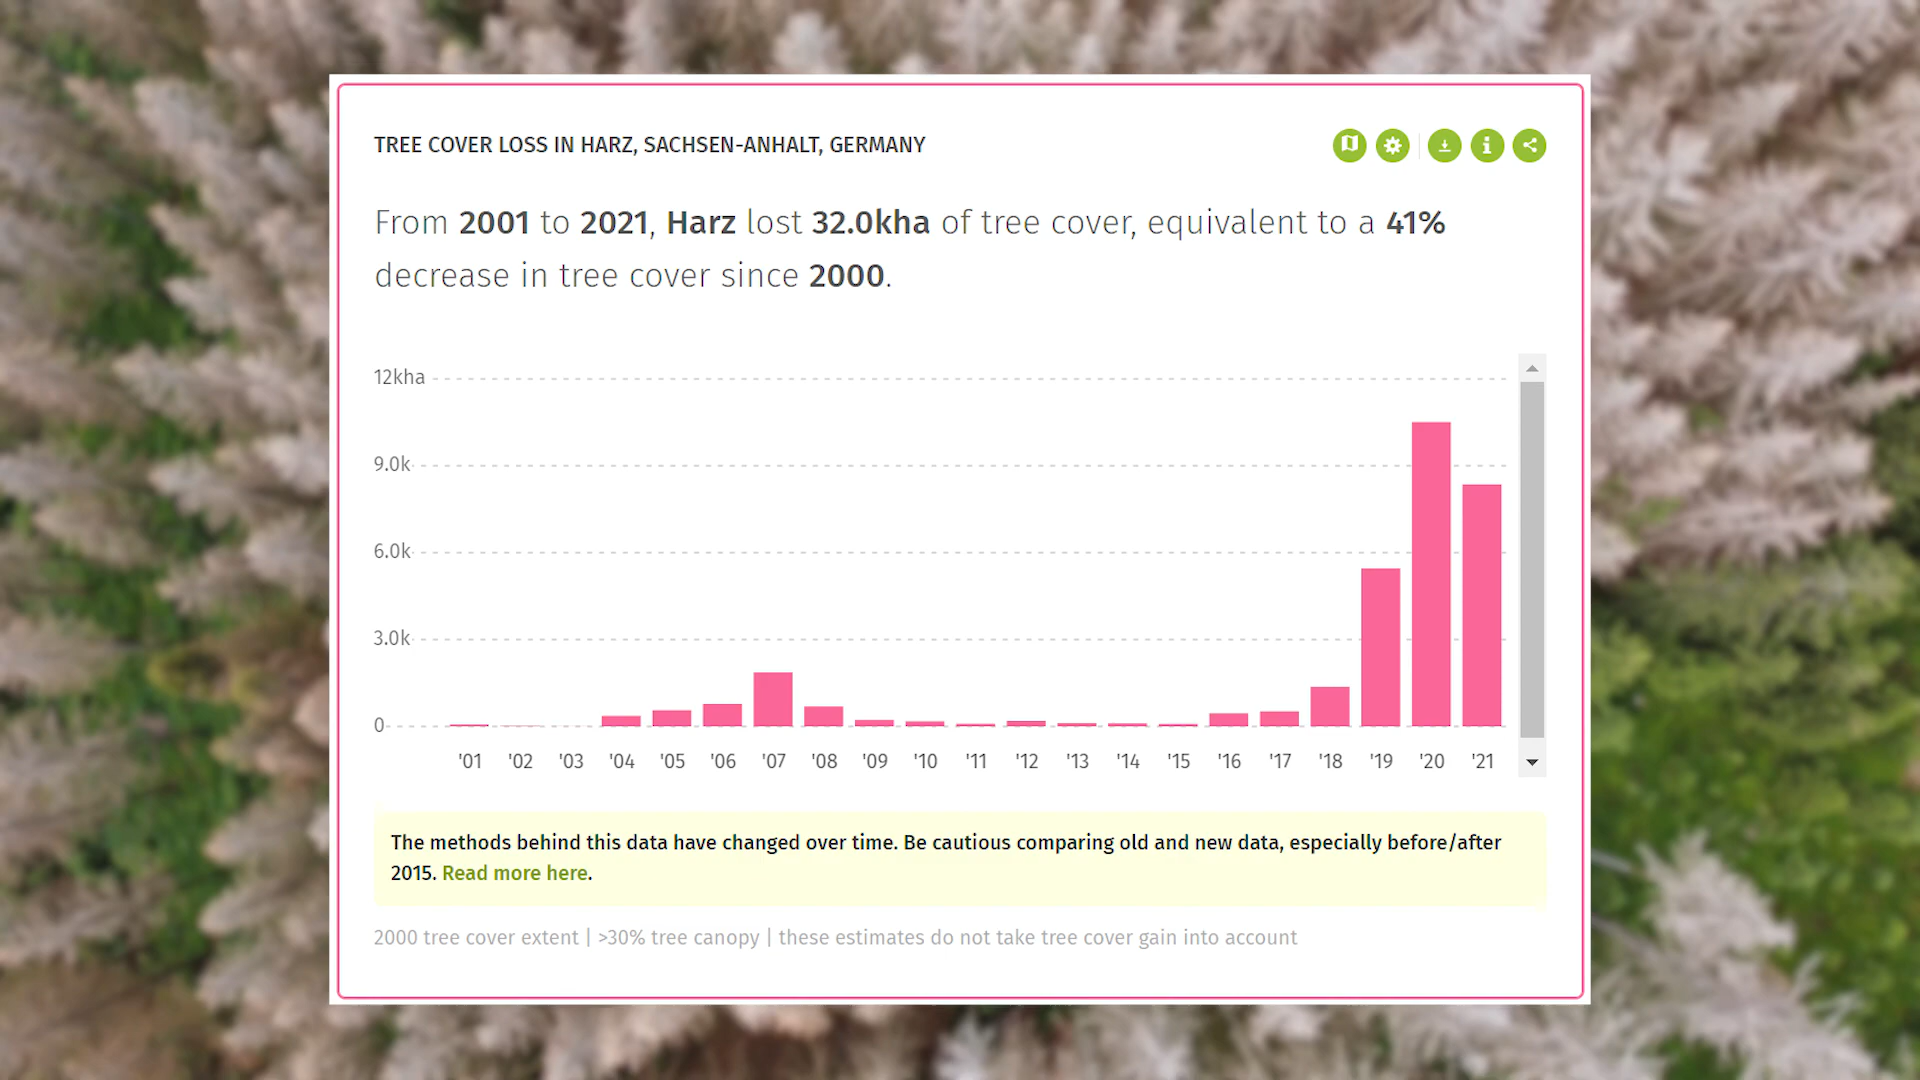 TREE COVER LOSS IN HARZ, SACHSEN-ANHALT, GERMANY
From 2001 to 2021, Harz lost 32.0kha of tree cover, equivalent to a 41%
decrease in tree cover since 2000.
12kha
9.0k
6.0k
3.0k
0
'01 '02 '03 '04 '05 '06 '07 '08 '09 '10 '11 '12 '13 '14 '15 '16 '17 '18 '19 '20 '21
The methods behind this data have changed over time. Be cautious comparing old and new data, especially before/after
2015. Read more here.
2000 tree cover extent | >30% tree canopy | these estimates do not take tree cover gain into account